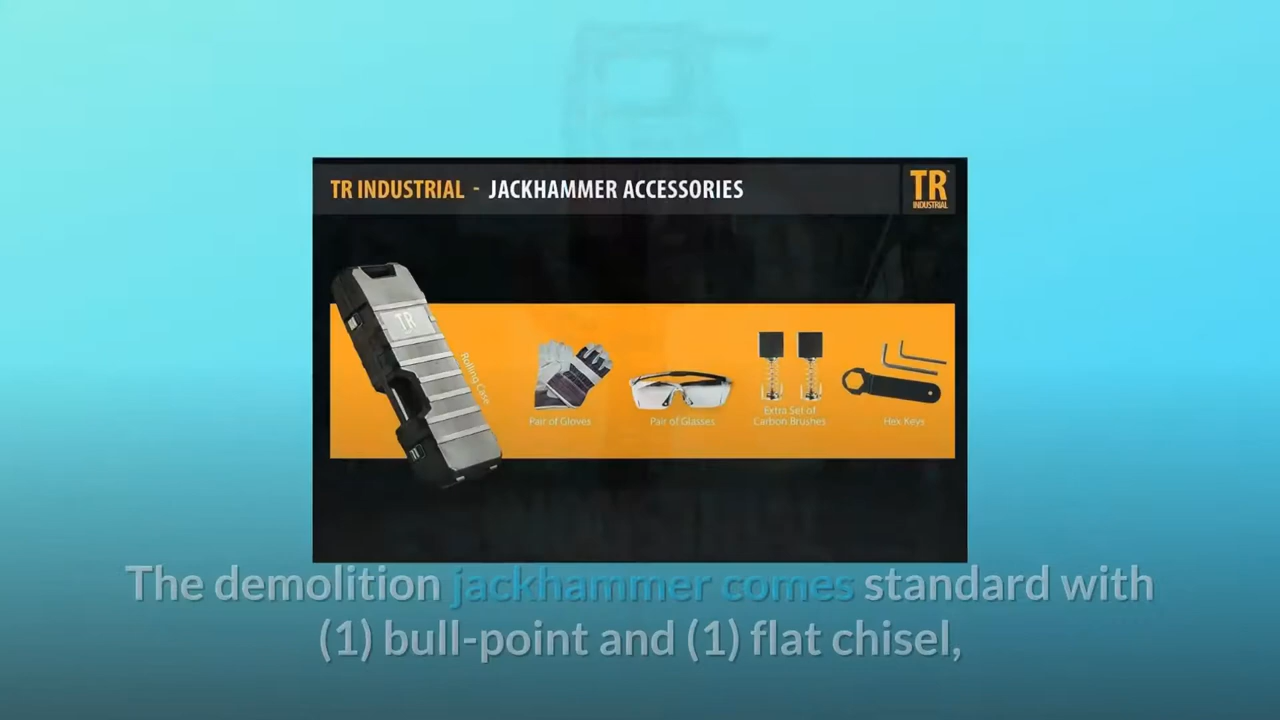 TR INDUSTRIAL - JACKHAMMER ACCESSORIES
TR
INDUSTRIAL
TR
Rolling Case
Pair of Gloves
Pair of Glasses
Extra Set of
Carbon Brushes
Hex Keys
The demolition jackhammer comes standard with
(1) bull-point and (1) flat chisel,